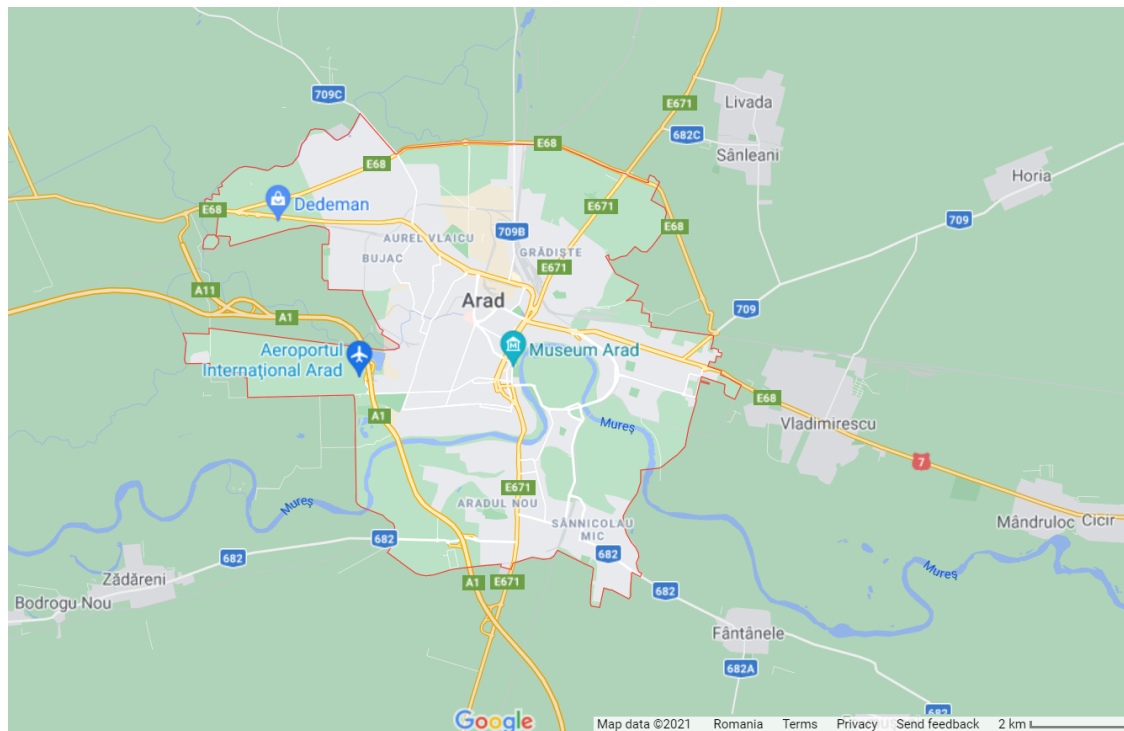 709C
E671
Livada
682C
Sânleani
E68
E68
Horia
E68
Dedeman
E671
709
E68
AUREL VLAICU
709B
GRĂDIȘTE
BUJAC
E671
A11
Arad
A1
709
Aeroportul
Internațional Arad
Museum Arad
E68
A1
Mureș
Vladimirescu
7
E671
Mureș
ARADUL NOU
SÂNNICOLAU
MIC
Mândruloc
Cicir
682
682
682
Mureș
Zădăreni
A1
E671
682
Bodrogu Nou
Fântânele
682A
682
Google
Map data ©2021
Romania
Terms
Privacy
Send feedback
2 km